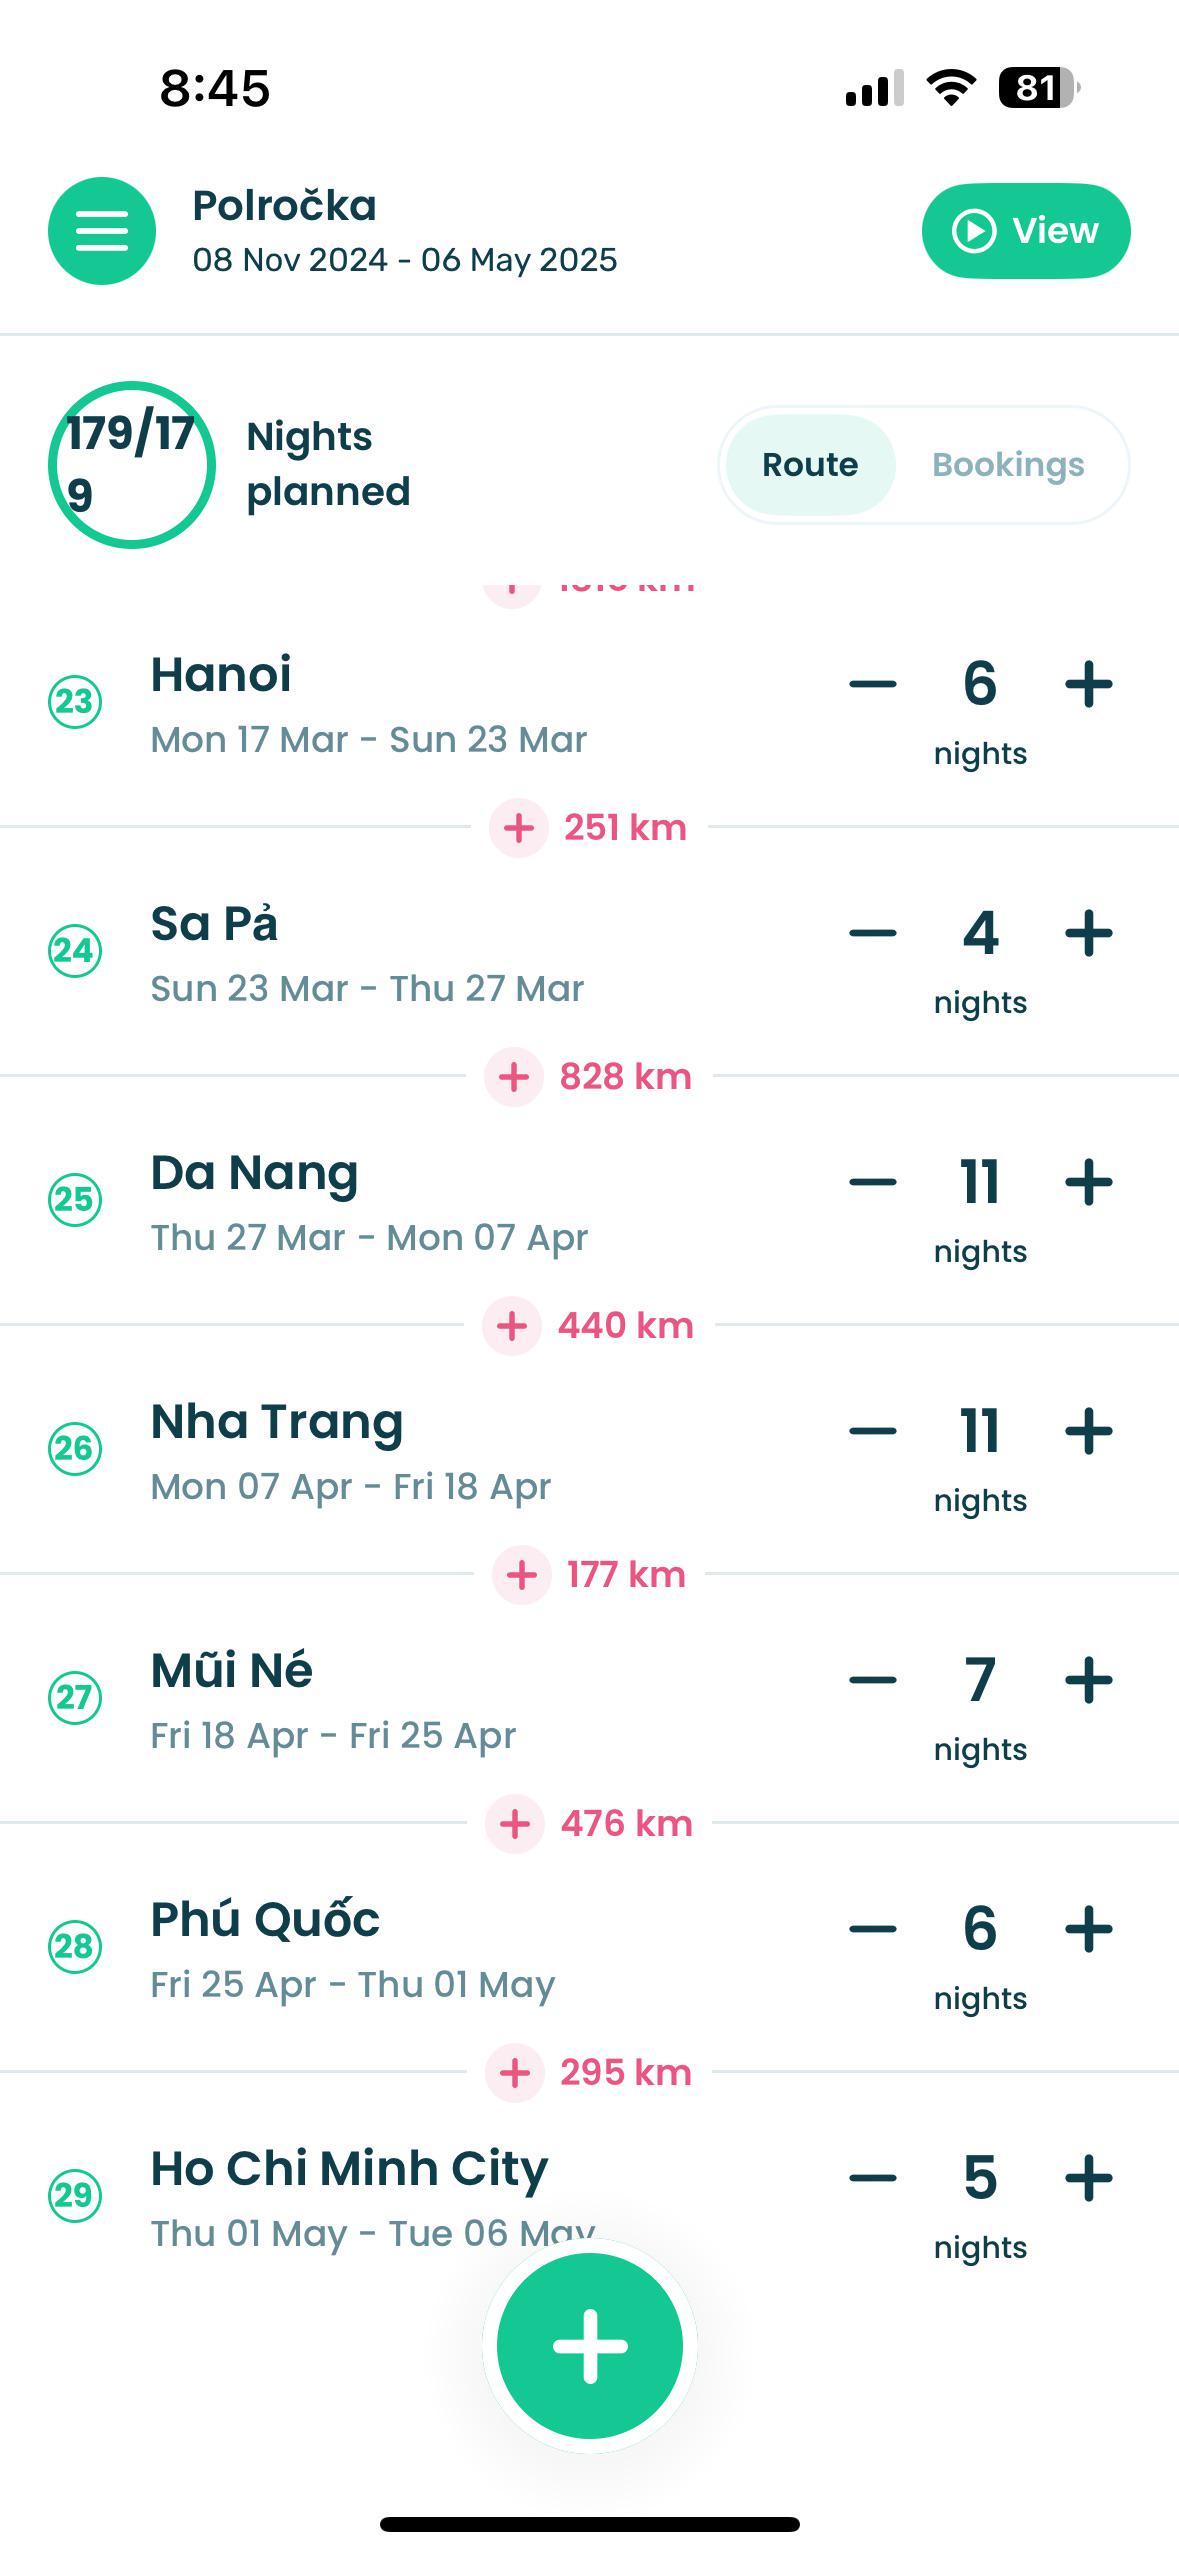 8:45
81
Polročka
08 Nov 2024 - 06 May 2025
View
179/17
9
Nights
planned
Route
Bookings
23
Hanoi
Mon 17 Mar - Sun 23 Mar
6
nights
251 km
24
Sa Pả
Sun 23 Mar - Thu 27 Mar
4
nights
828 km
25
Da Nang
Thu 27 Mar - Mon 07 Apr
11
nights
440 km
26
Nha Trang
Mon 07 Apr - Fri 18 Apr
11
nights
177 km
27
Mũi Né
Fri 18 Apr - Fri 25 Apr
7
nights
476 km
28
Phú Quốc
Fri 25 Apr - Thu 01 May
6
nights
295 km
29
Ho Chi Minh City
Thu 01 May - Tue 06 May
5
nights